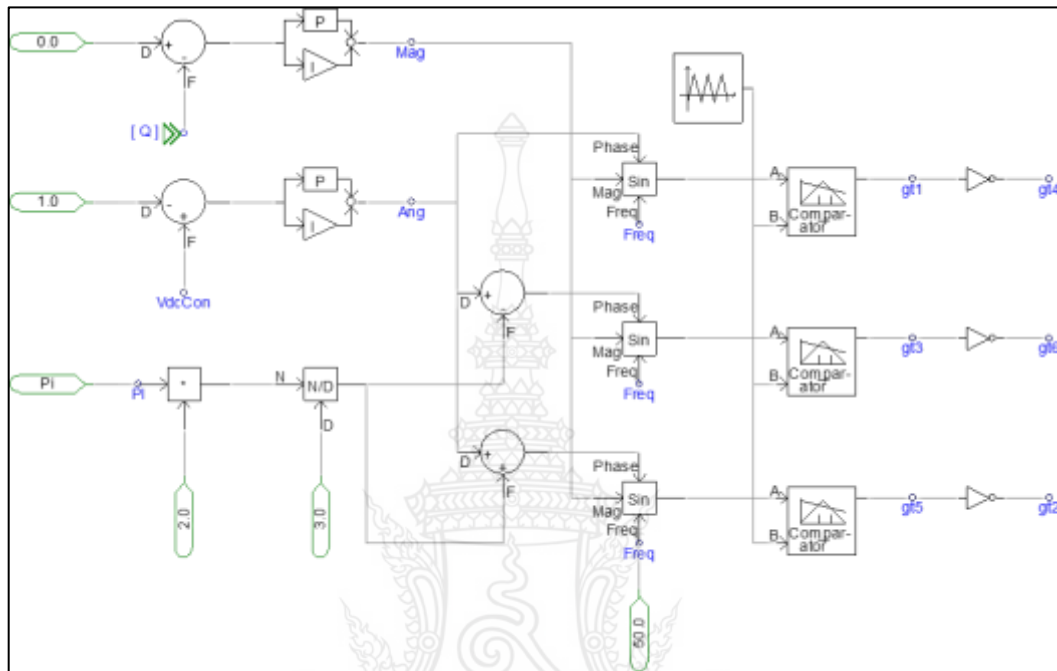 0.0
D
+
-
F
[ Q ]
P
I
Mag
1.0
D
-
+
F
VdcCon
P
I
Ang
Pi
Pi
*
2.0
N
N/D
D
3.0
D
+
-
F
D
+
+
F
Phase
Mag
Sin
Freq
Freq
Phase
Mag
Sin
Freq
Freq
Phase
Mag
Sin
Freq
Freq
A
B
Compar-
ator
gt1
gt4
A
B
Compar-
ator
gt3
gt6
A
B
Compar-
ator
gt5
gt2